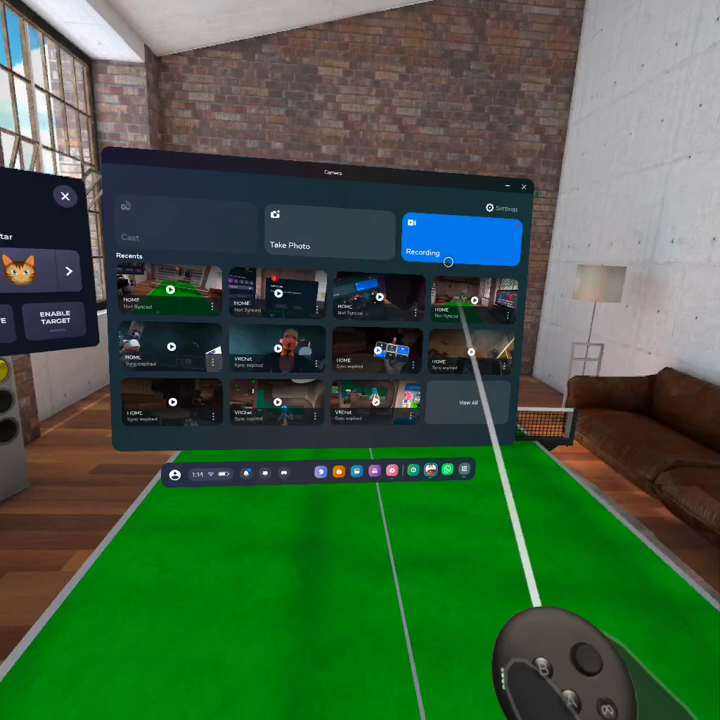 Camera
Settings
Cast
Take Photo
Recording
Recents
HOME
Not Synced
HOME
Not Synced
HOME
Not Synced
HOME
Not Synced
HOME
Sync expired
VRChat
Sync expired
HOME
Sync expired
HOME
Sync expired
HOME
Sync expired
VRChat
Sync expired
VRChat
Sync expired
View All
tar
E
ENABLE
TARGET
1:14
B
A